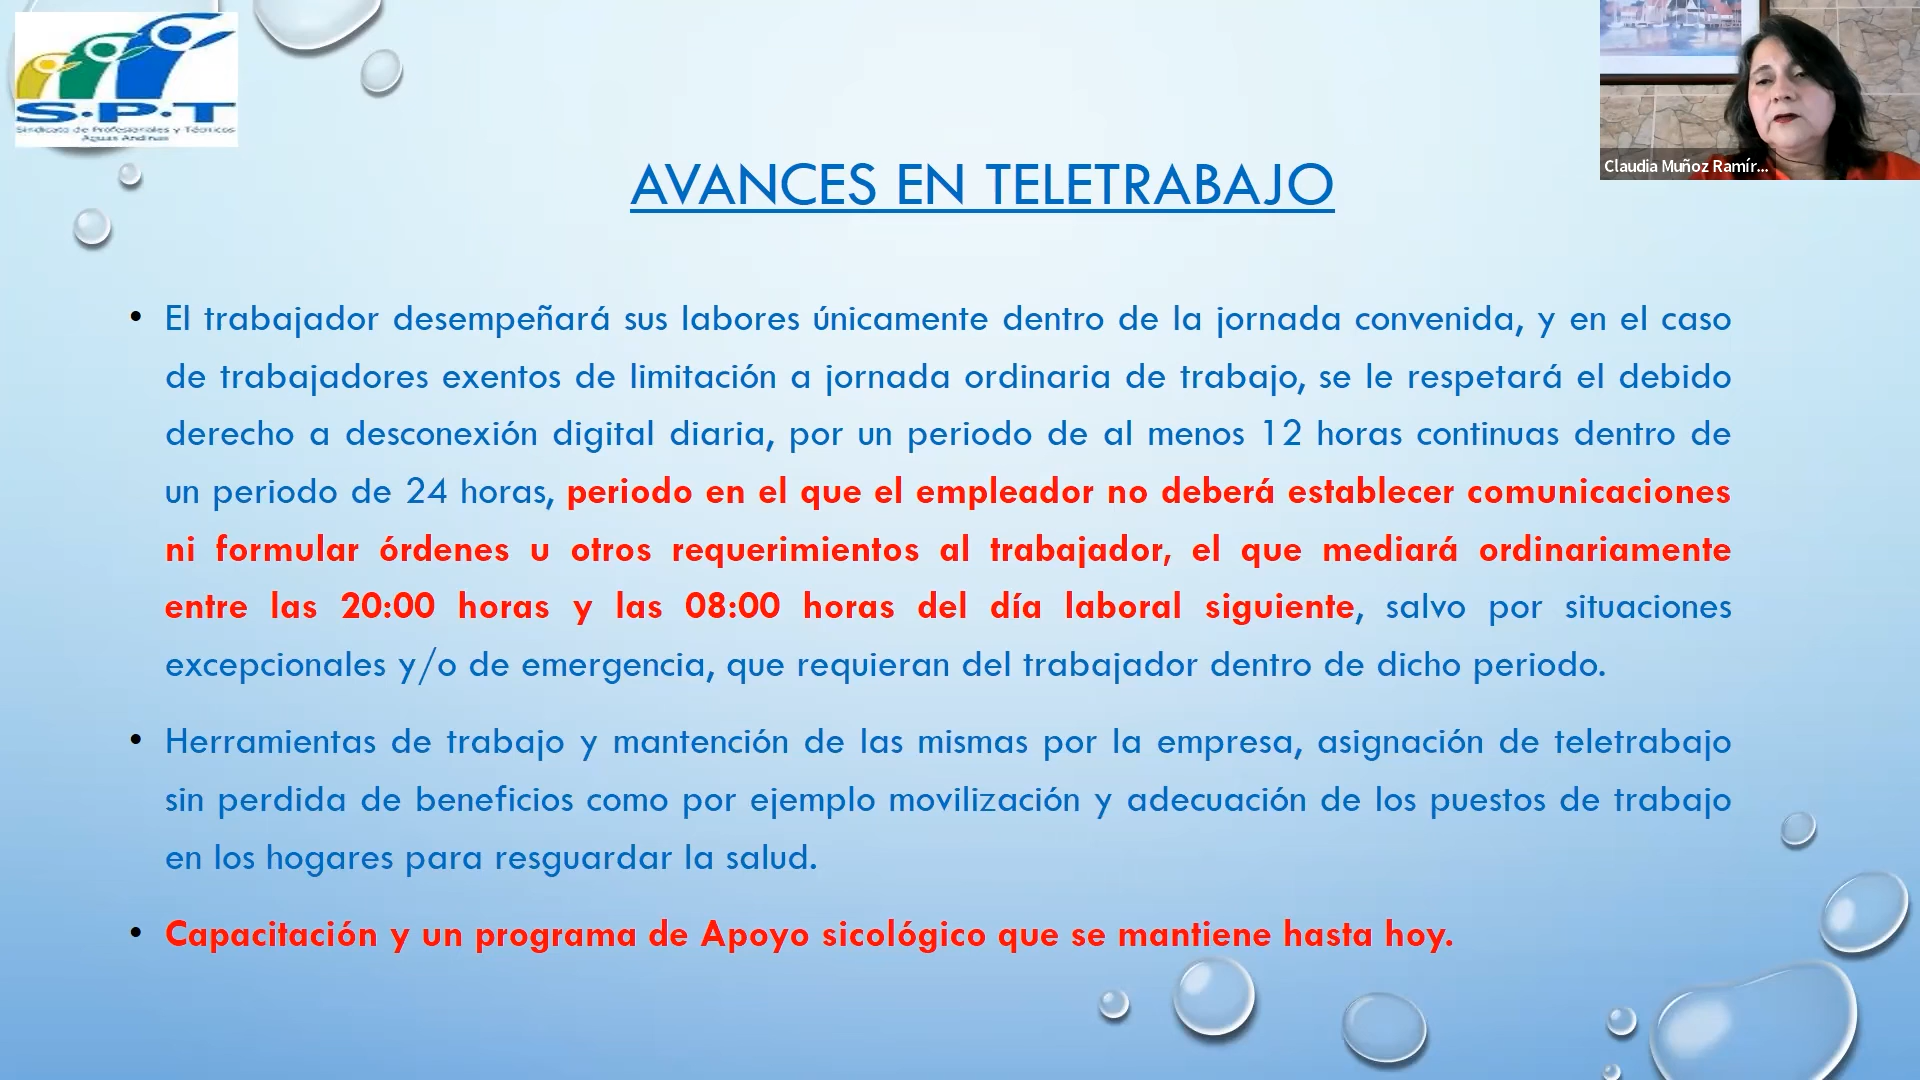 S·P·T
Sindicato de Profesionales y Técnicos
Aguas Andinas
Claudia Muñoz Ramír...
AVANCES EN TELETRABAJO
• El trabajador desempeñará sus labores únicamente dentro de la jornada convenida, y en el caso
de trabajadores exentos de limitación a jornada ordinaria de trabajo, se le respetará el debido
derecho a desconexión digital diaria, por un periodo de al menos 12 horas continuas dentro de
un periodo de 24 horas, periodo en el que el empleador no deberá establecer comunicaciones
ni formular órdenes u otros requerimientos al trabajador, el que mediará ordinariamente
entre las 20:00 horas y las 08:00 horas del día laboral siguiente, salvo por situaciones
excepcionales y/o de emergencia, que requieran del trabajador dentro de dicho periodo.
• Herramientas de trabajo y mantención de las mismas por la empresa, asignación de teletrabajo
sin perdida de beneficios como por ejemplo movilización y adecuación de los puestos de trabajo
en los hogares para resguardar la salud.
• Capacitación y un programa de Apoyo sicológico que se mantiene hasta hoy.